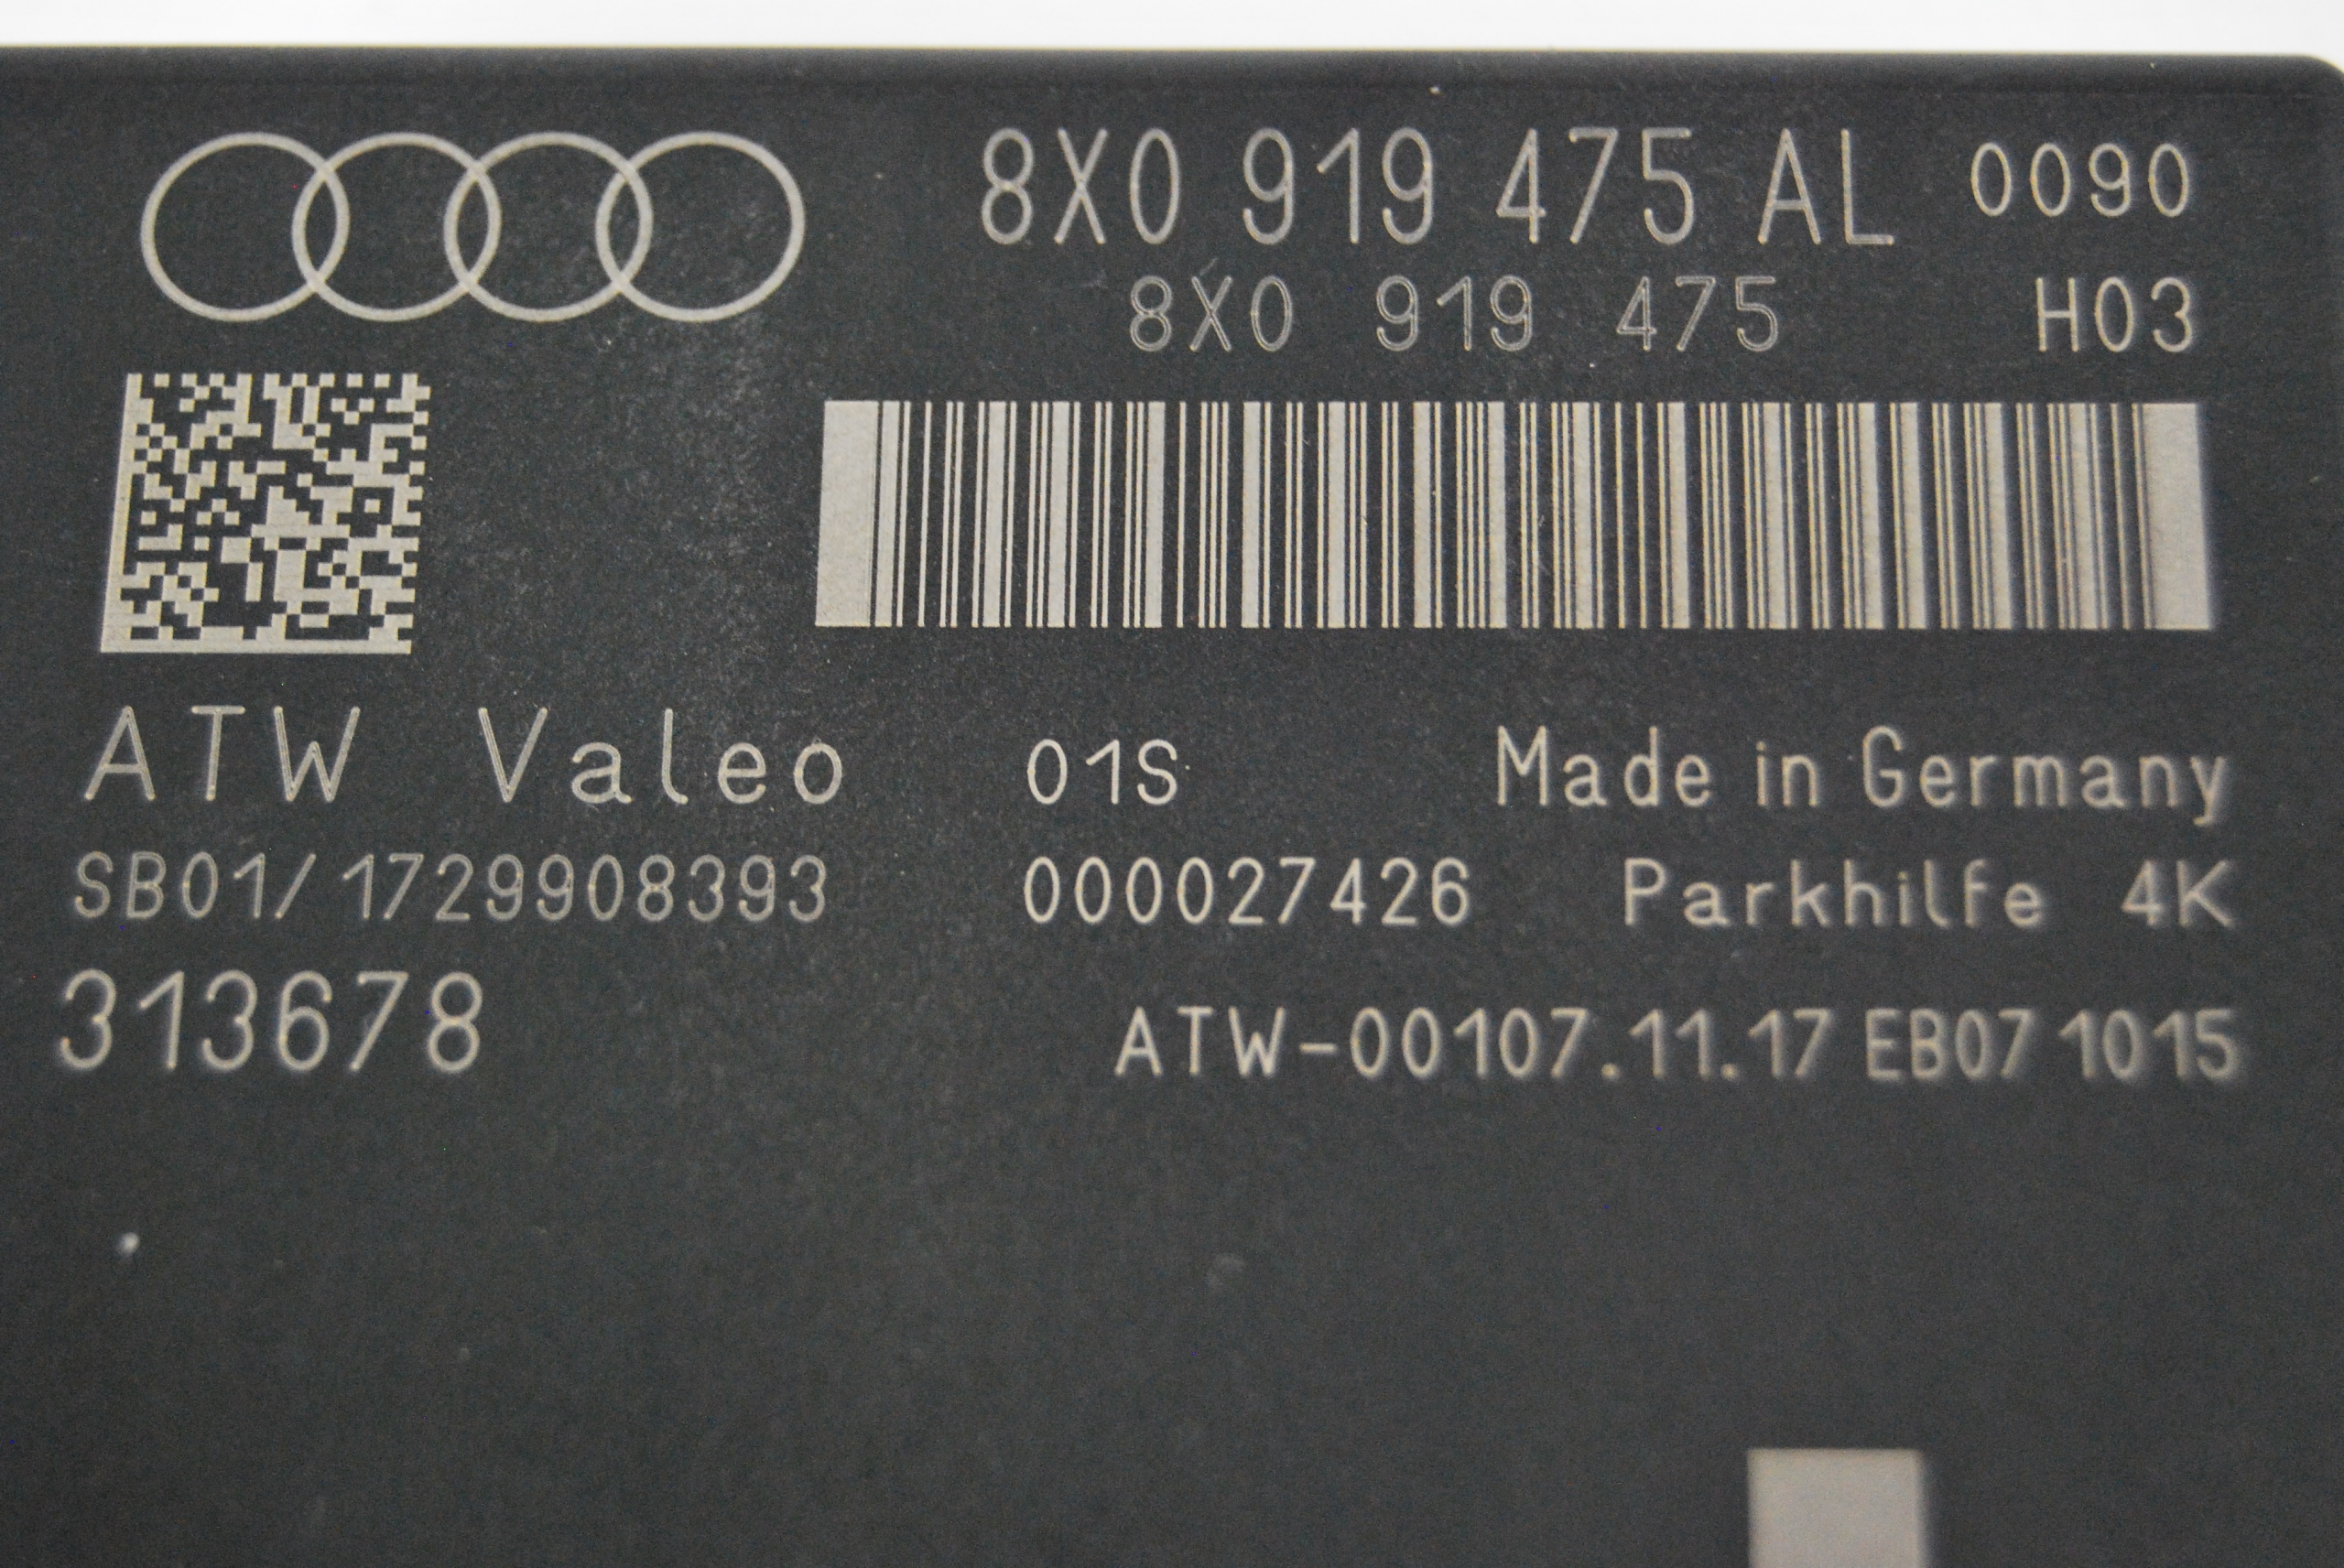 8X0 919 475 AL 0090
8X0 919 475 H03
ATW Valeo 01S Made in Germany
SB01/1729908393 000027426 Parkhilfe 4K
313678 ATW-00107.11.17 EB07 1015